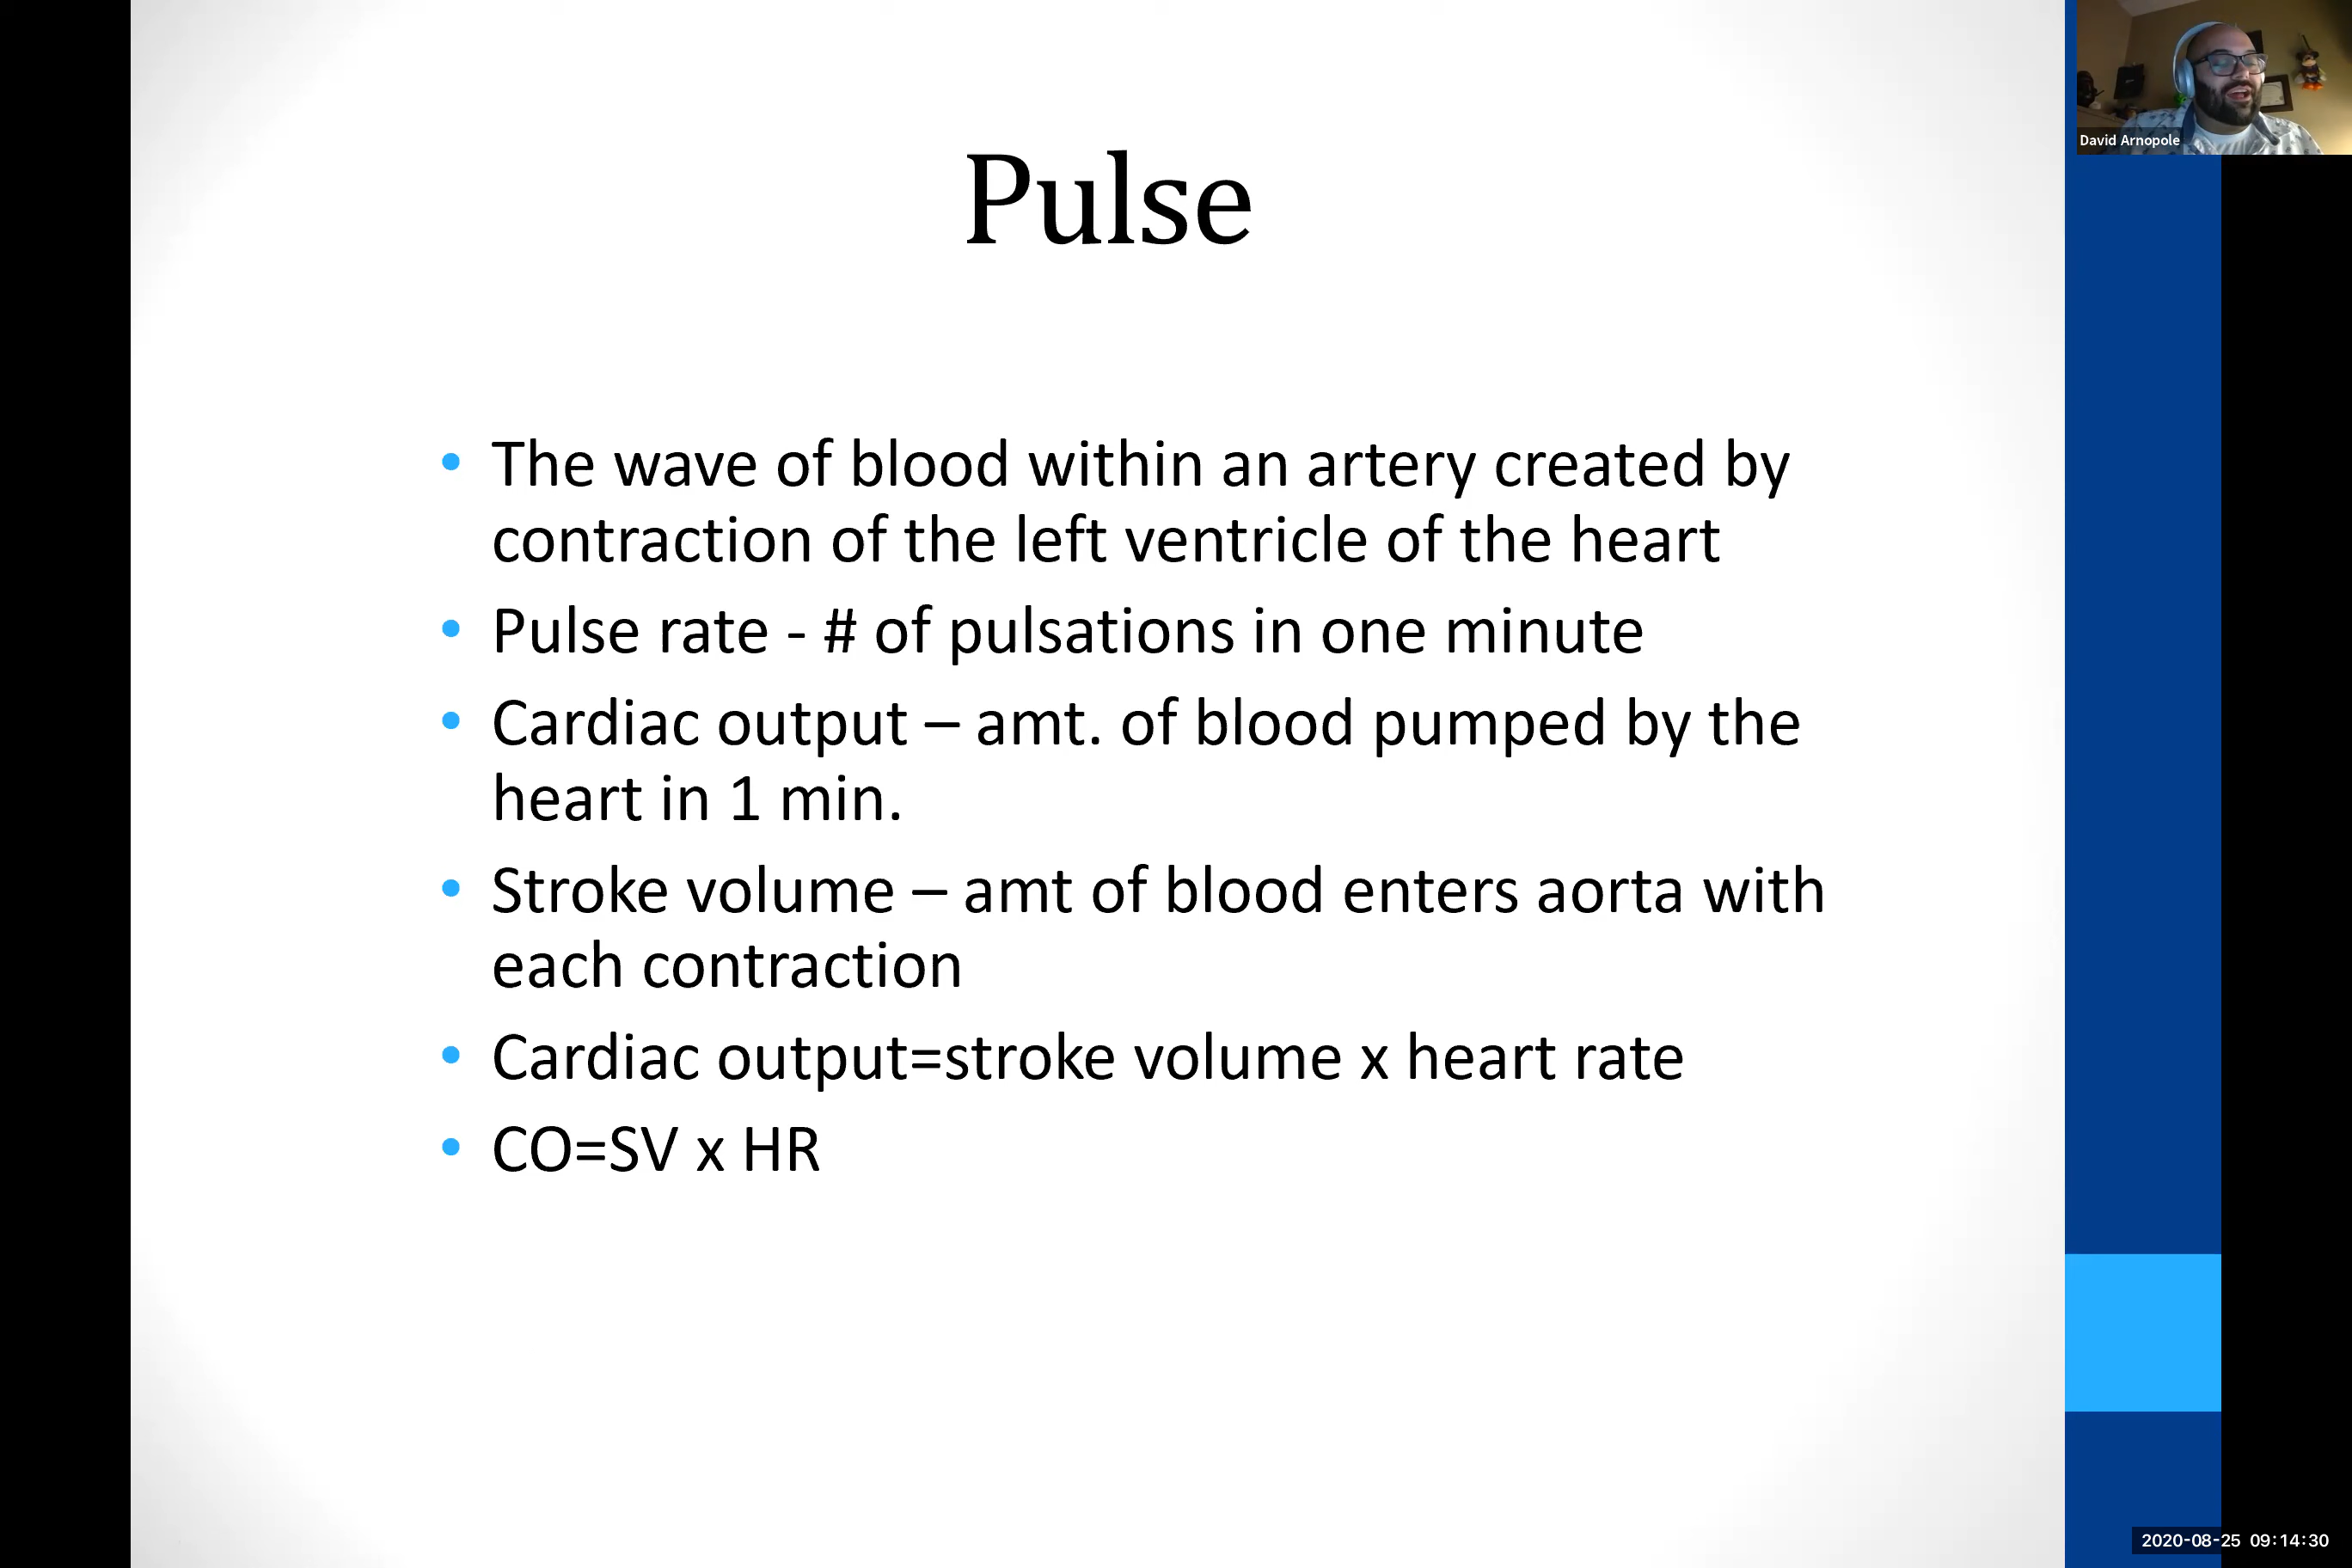 Pulse
David Arnopole
• The wave of blood within an artery created by
contraction of the left ventricle of the heart
• Pulse rate - # of pulsations in one minute
• Cardiac output – amt. of blood pumped by the
heart in 1 min.
• Stroke volume – amt of blood enters aorta with
each contraction
• Cardiac output=stroke volume x heart rate
• CO=SV x HR
2020-08-25 09:14:30